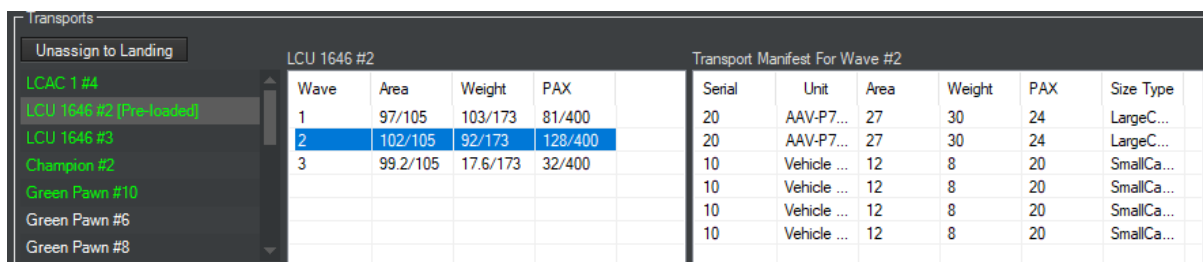 Transports
Unassign to Landing
LCAC 1 #4
LCU 1646 #2 [Pre-loaded]
LCU 1646 #3
Champion #2
Green Pawn #10
Green Pawn #6
Green Pawn #8
LCU 1646 #2
Wave Area Weight PAX
1 97/105 103/173 81/400
2 102/105 92/173 128/400
3 99.2/105 17.6/173 32/400
Transport Manifest For Wave #2
Serial Unit Area Weight PAX Size Type
20 AAV-P7... 27 30 24 LargeC...
20 AAV-P7... 27 30 24 LargeC...
10 Vehicle ... 12 8 20 SmallCa...
10 Vehicle ... 12 8 20 SmallCa...
10 Vehicle ... 12 8 20 SmallCa...
10 Vehicle ... 12 8 20 SmallCa...